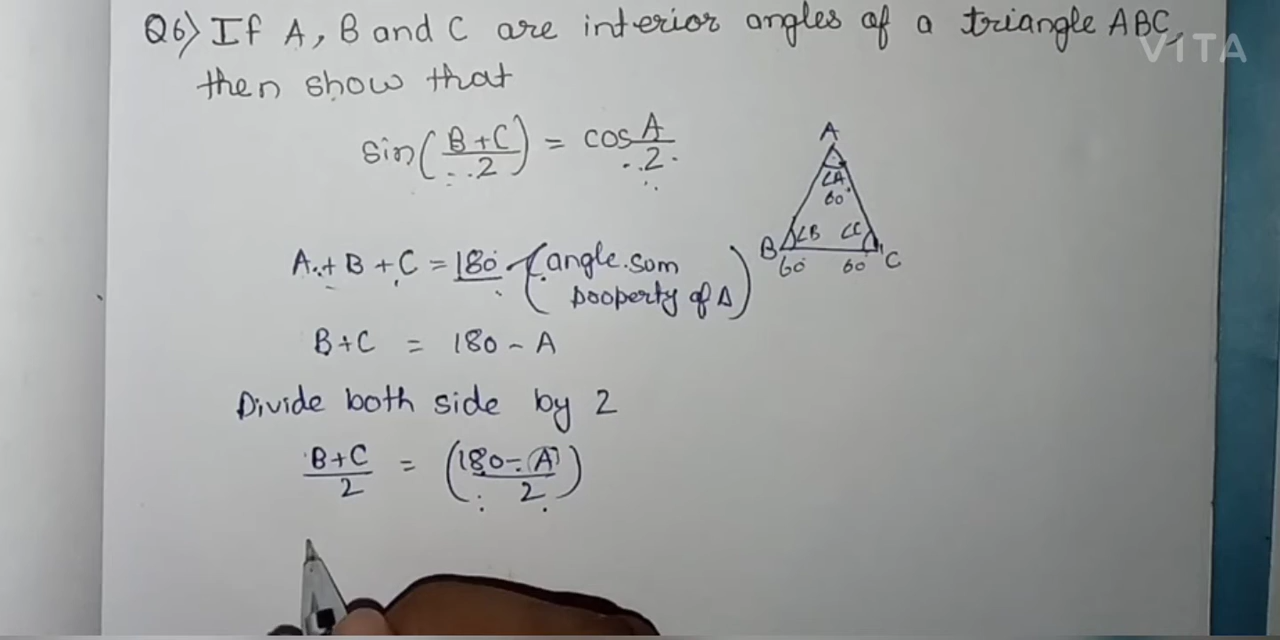 Q6) If A, B and C are interior angles of a triangle ABC,
VITA
then show that
sin(B+C/2) = cos A/2
A
∠A
60°
∠B ∠C
B C
60° 60°
A + B + C = 180° (angle sum
pooperty of Δ)
B+C = 180 - A
Divide both side by 2
B+C/2 = (180-A/2)